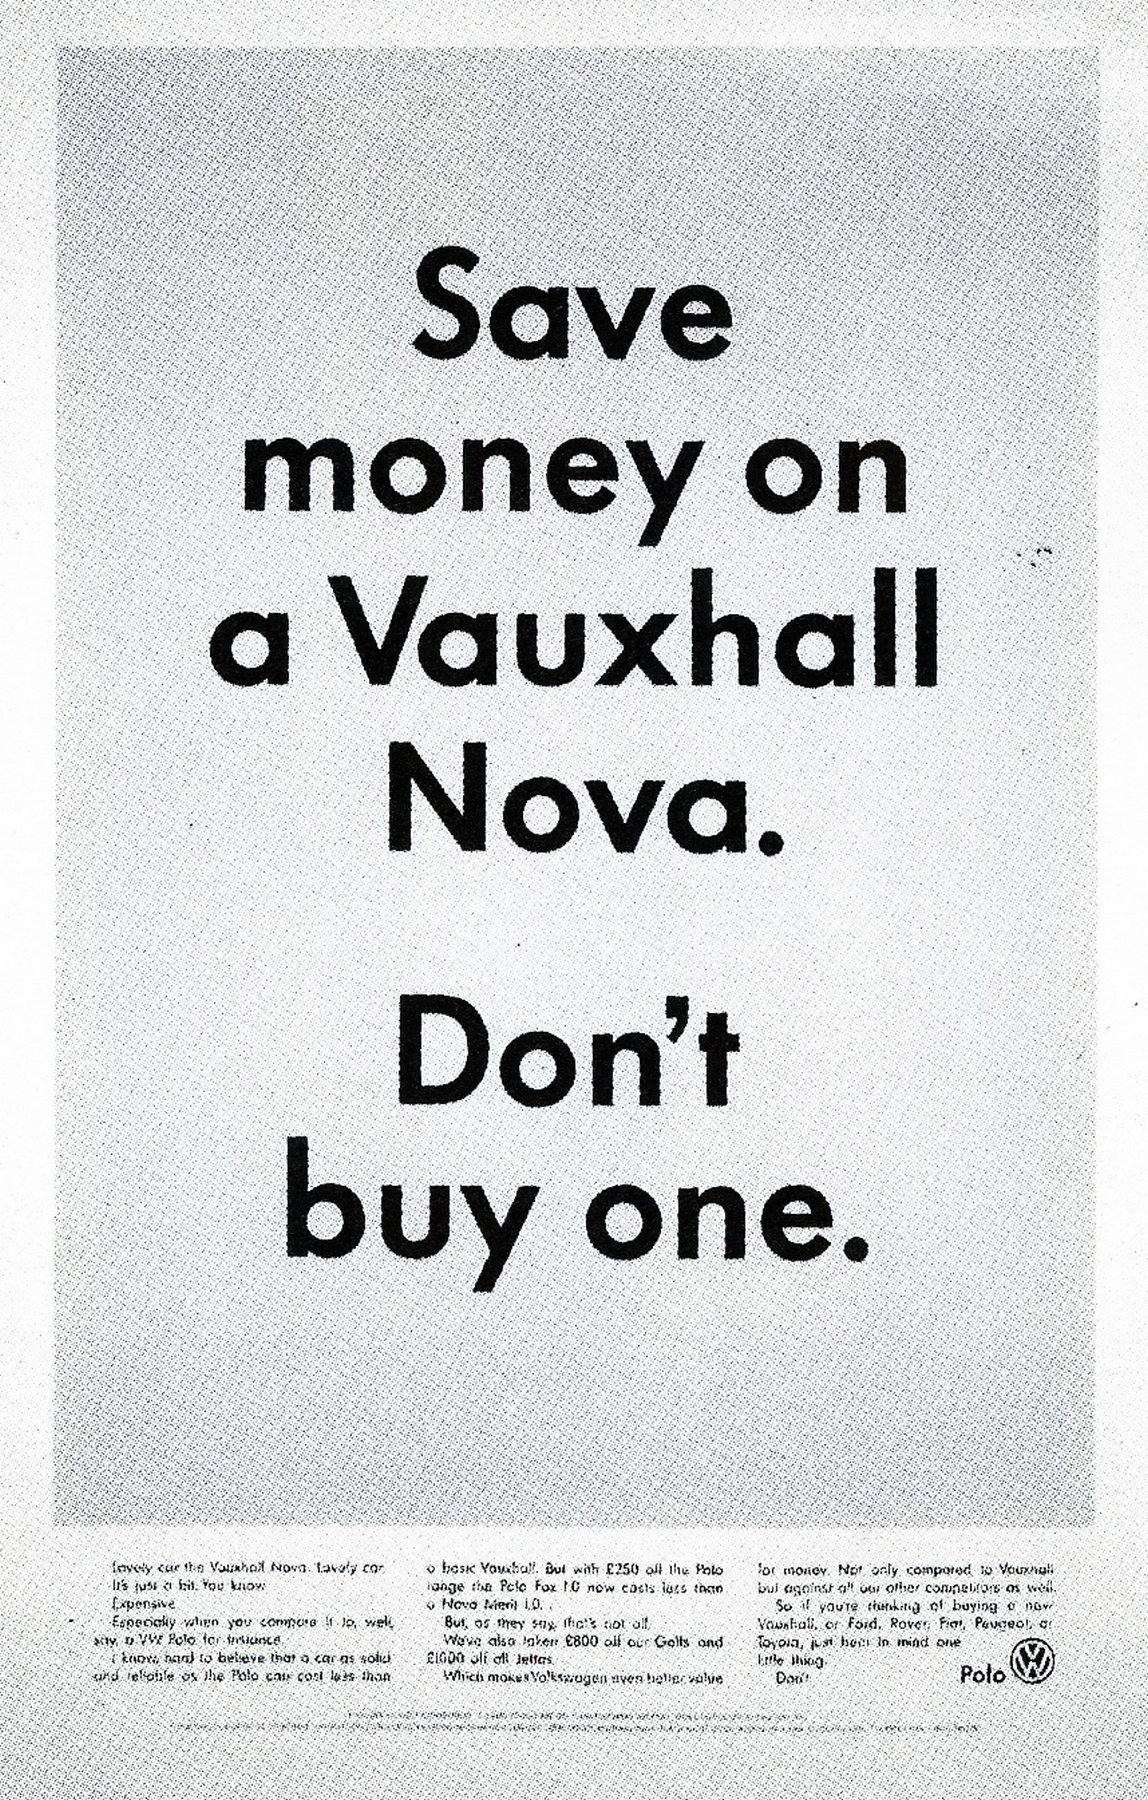 Save
money on
a Vauxhall
Nova.
Don't
buy one.
Lovely car the Vauxhall Nova. Lovely car.
It's just a bit. You know.
Expensive.
Especially when you compare it to, well,
say, a VW Polo for instance.
I know, hard to believe that a car as solid
and reliable as the Polo can cost less than
a basic Vauxhall. But with £250 off the Polo
range the Polo Fox 1.0 now costs less than
a Nova Merit 1.0.
But, as they say, that's not all.
We've also taken £800 off our Golfs and
£1000 off all Jettas.
Which makes Volkswagen even better value
for money. Not only compared to Vauxhall
but against all our other competitors as well.
So if you're thinking of buying a new
Vauxhall, or Ford, Rover, Fiat, Peugeot, or
Toyota, just bear in mind one
little thing.
Don't.
Polo